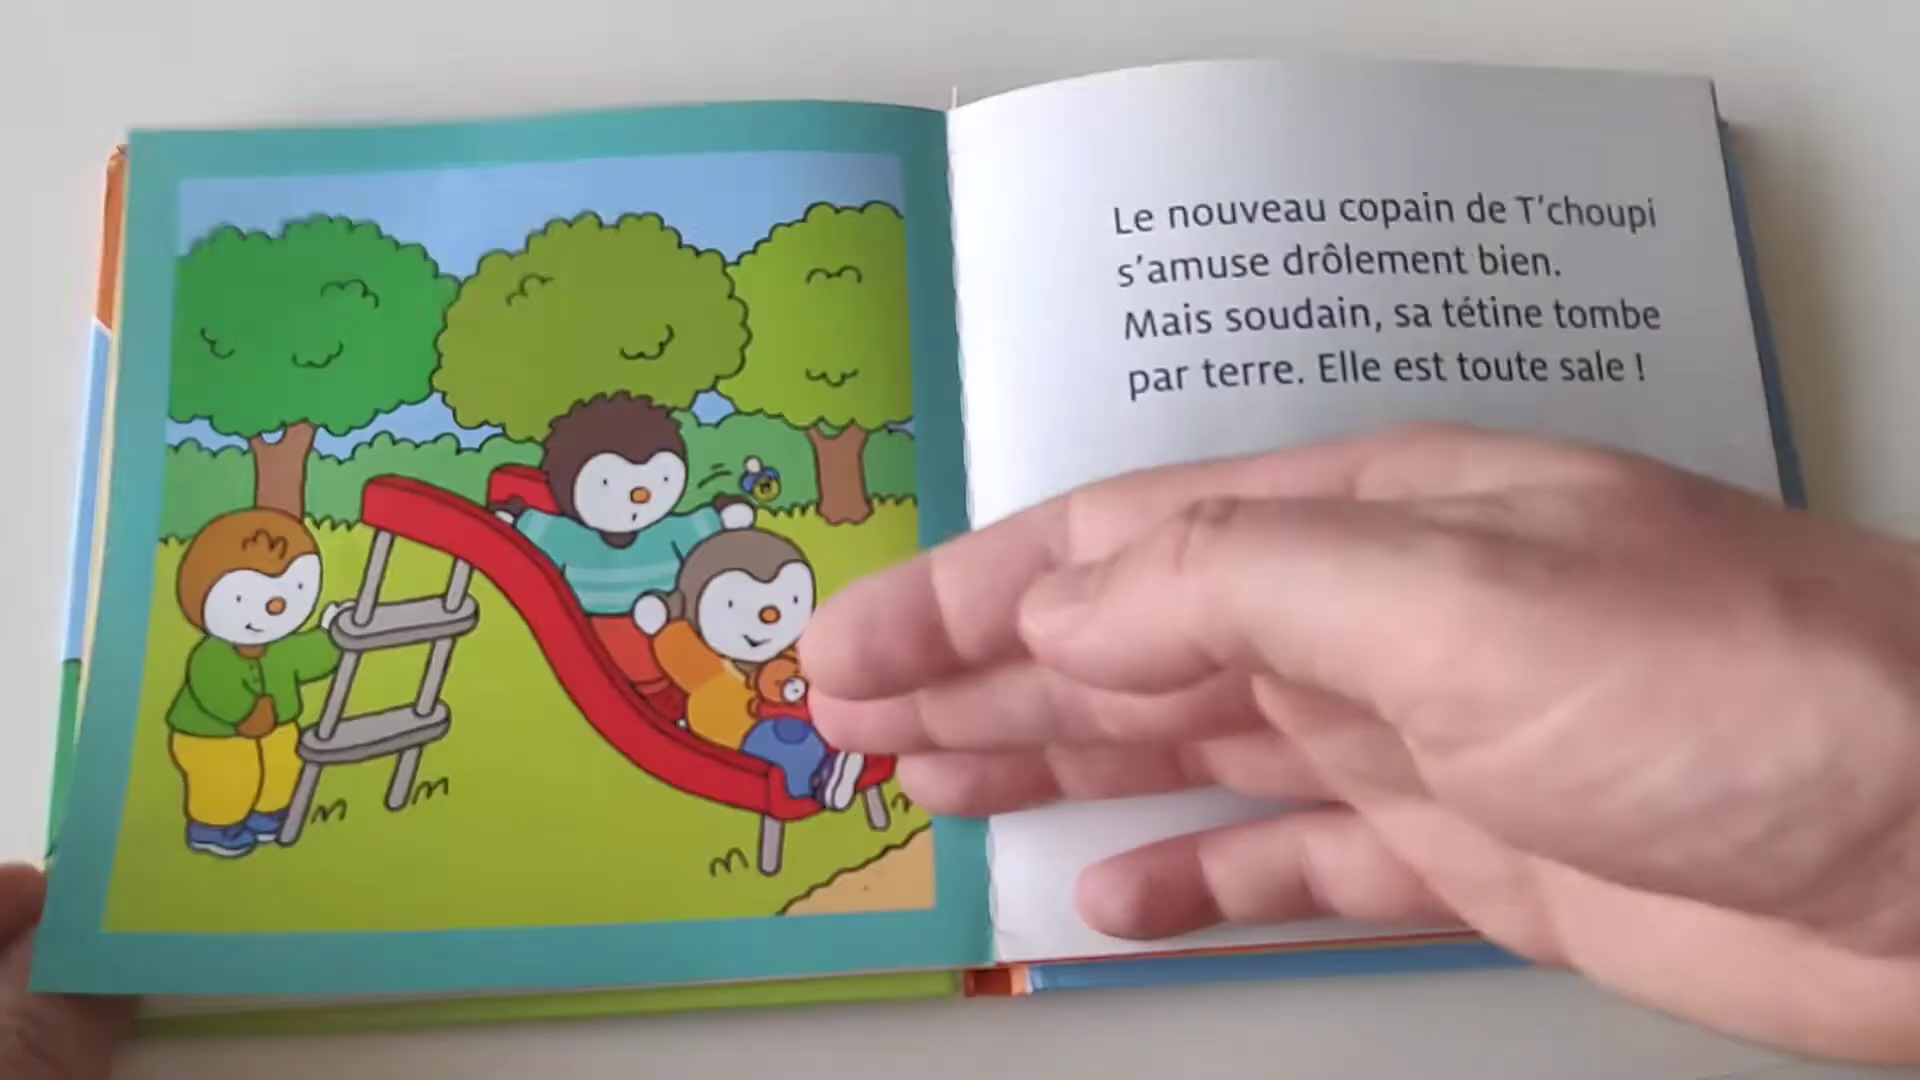 Le nouveau copain de T'choupi
s'amuse drôlement bien.
Mais soudain, sa tétine tombe
par terre. Elle est toute sale !